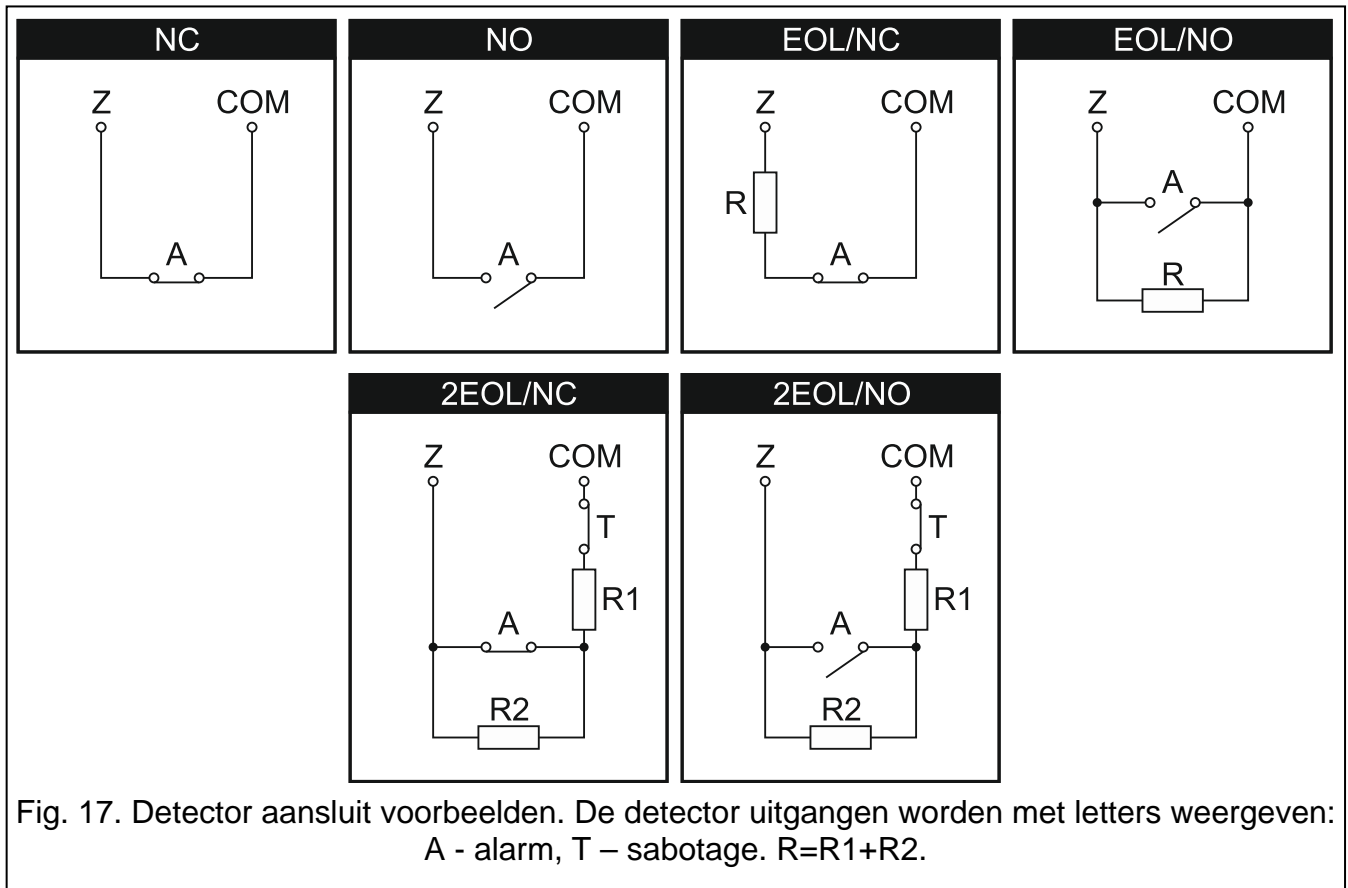 NC NO EOL/NC EOL/NO
Z COM Z COM Z COM Z COM
A
A
R A
A
R
2EOL/NC 2EOL/NO
Z COM Z COM
T T
R1 R1
A A
R2 R2
Fig. 17. Detector aansluit voorbeelden. De detector uitgangen worden met letters weergeven:
A - alarm, T – sabotage. R=R1+R2.